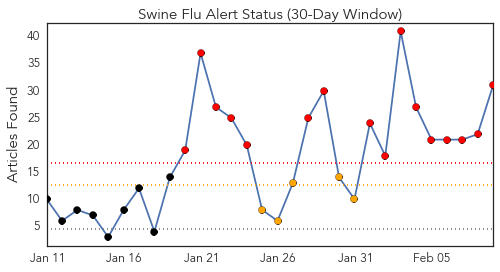 Swine Flu Alert Status (30-Day Window)
Articles Found
40
35
30
25
20
15
10
5
Jan 11 Jan 16 Jan 21 Jan 26 Jan 31 Feb 05